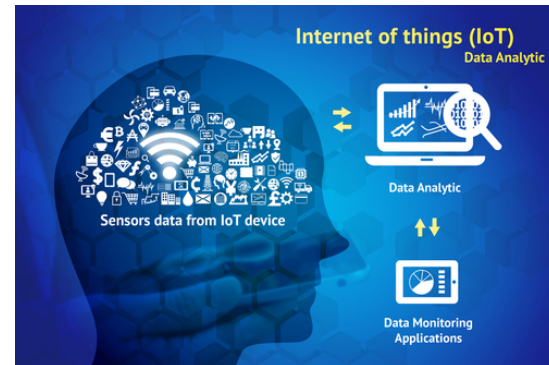 Internet of things (IoT)
Data Analytic
Sensors data from IoT device
Data Analytic
Data Monitoring
Applications